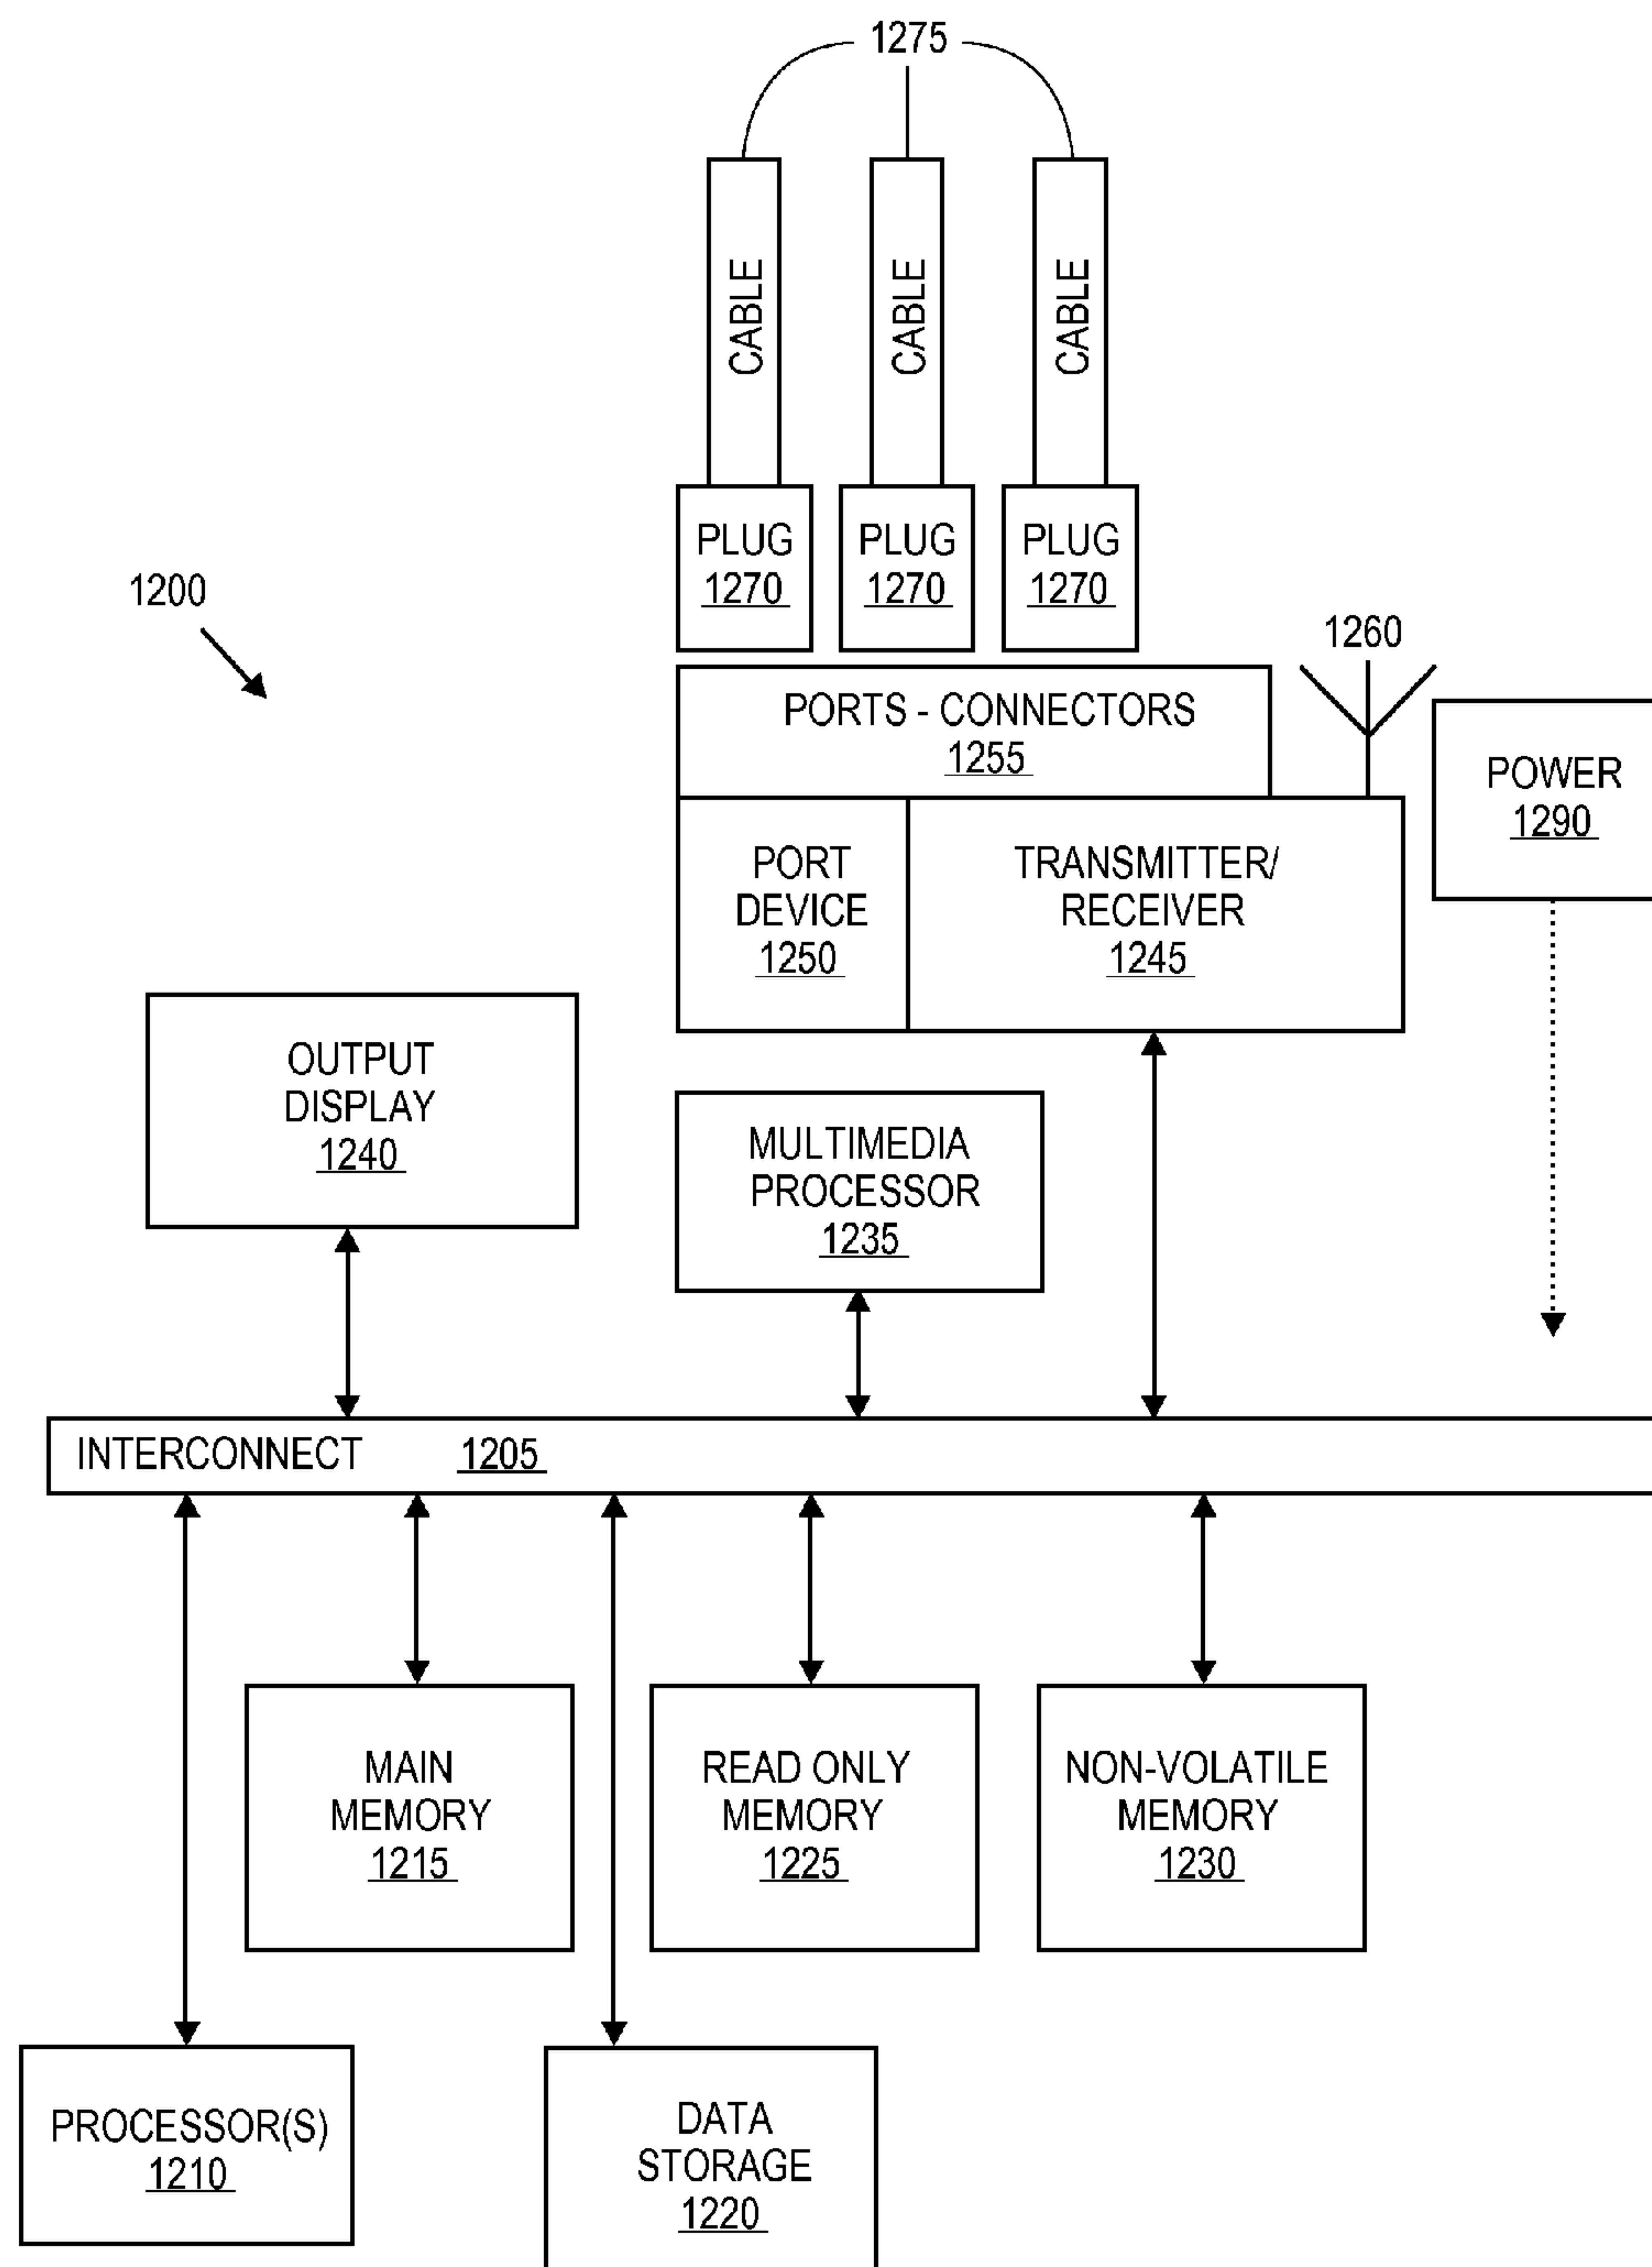 1275
CABLE
CABLE
CABLE
PLUG
1270
PLUG
1270
PLUG
1270
1200
1260
PORTS - CONNECTORS
1255
POWER
1290
PORT
DEVICE
1250
TRANSMITTER/
RECEIVER
1245
OUTPUT
DISPLAY
1240
MULTIMEDIA
PROCESSOR
1235
INTERCONNECT 1205
MAIN
MEMORY
1215
READ ONLY
MEMORY
1225
NON-VOLATILE
MEMORY
1230
PROCESSOR(S)
1210
DATA
STORAGE
1220